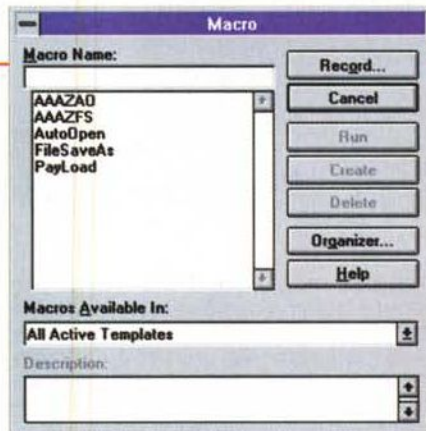 Macro
Macro Name:
Record...
Cancel
Run
Create
Delete
Organizer...
Help
AAAZAO
AAAZFS
AutoOpen
FileSaveAs
PayLoad
Macros Available In:
All Active Templates
Description: